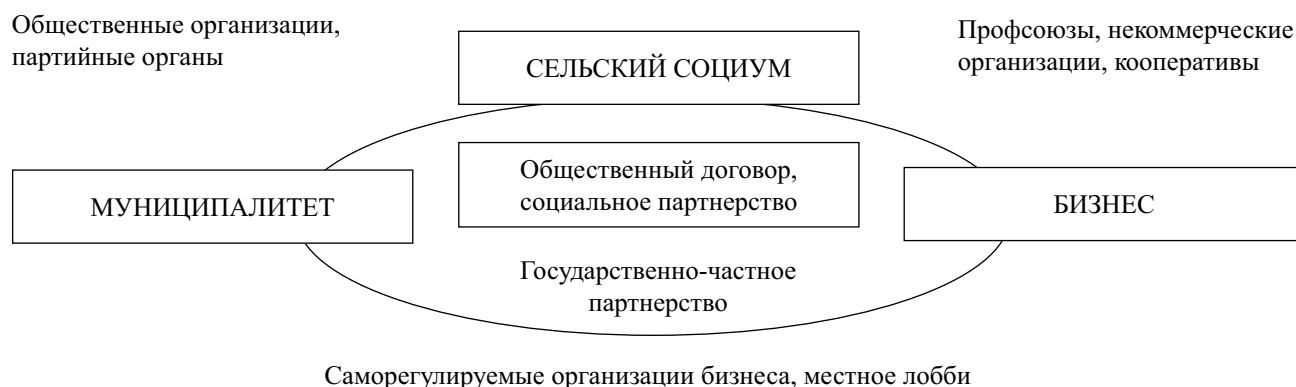 Общественные организации,
партийные органы
Профсоюзы, некоммерческие
организации, кооперативы
СЕЛЬСКИЙ СОЦИУМ
МУНИЦИПАЛИТЕТ
Общественный договор,
социальное партнерство
БИЗНЕС
Государственно-частное
партнерство
Саморегулируемые организации бизнеса, местное лобби